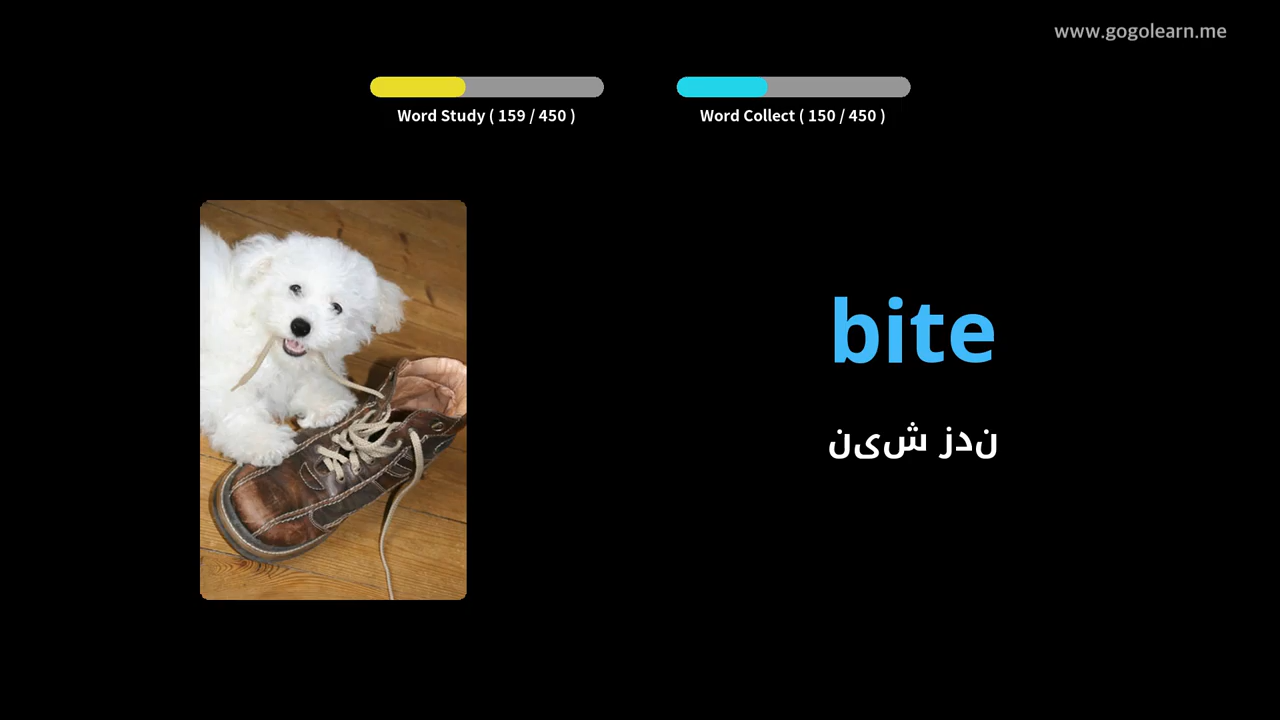 www.gogolearn.me
Word Study ( 159 / 450 )
Word Collect ( 150 / 450 )
bite
نیش زدن